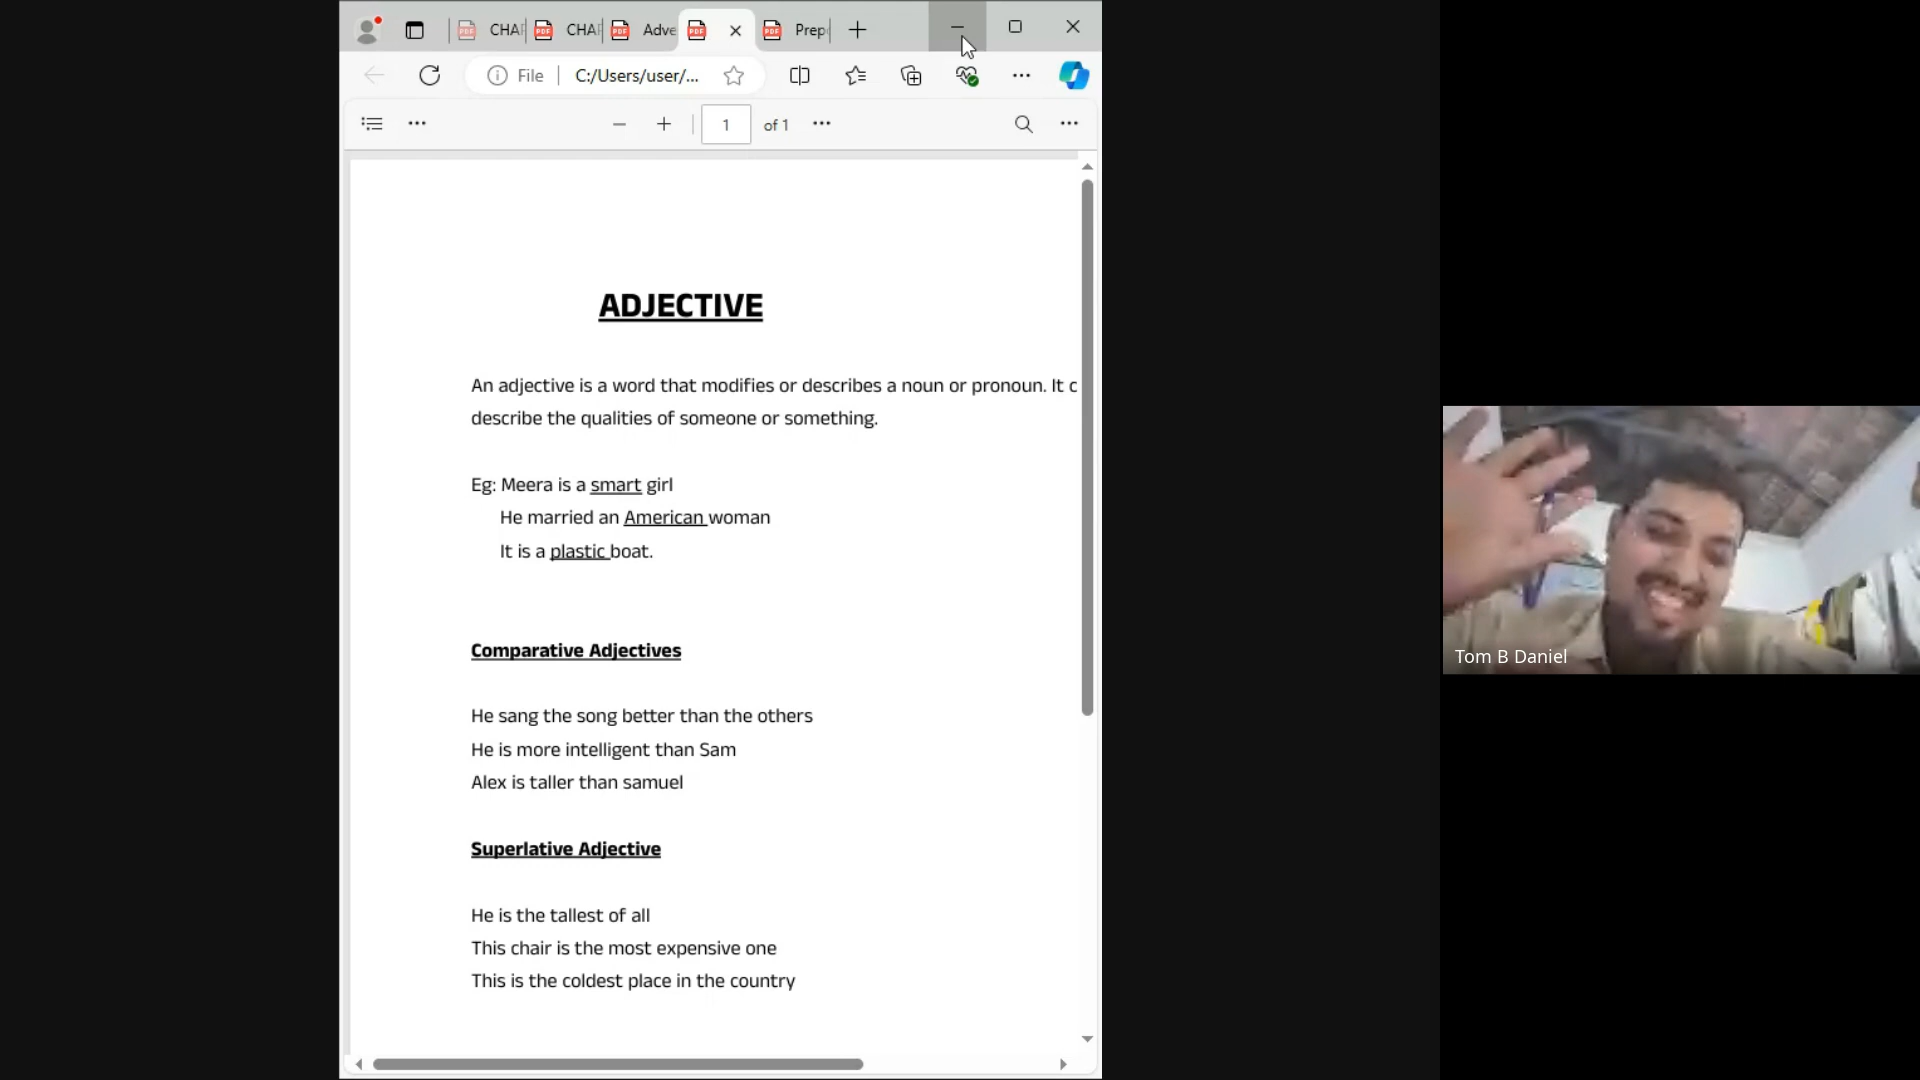 CHAP
CHAP
Adve
Prep
File
C:/Users/user/...
1
of 1
ADJECTIVE
An adjective is a word that modifies or describes a noun or pronoun. It c
describe the qualities of someone or something.
Eg: Meera is a smart girl
He married an American woman
It is a plastic boat.
Comparative Adjectives
He sang the song better than the others
He is more intelligent than Sam
Alex is taller than samuel
Superlative Adjective
He is the tallest of all
This chair is the most expensive one
This is the coldest place in the country
Tom B Daniel